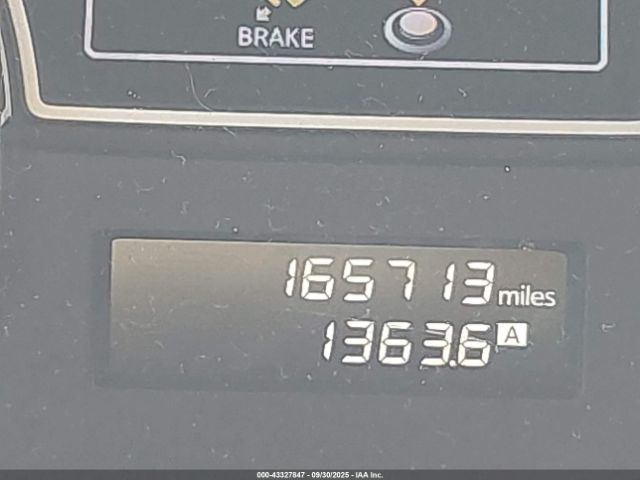 BRAKE
165713 miles
1363.6 A
000-43327847 - 09/30/2025 - IAA Inc.